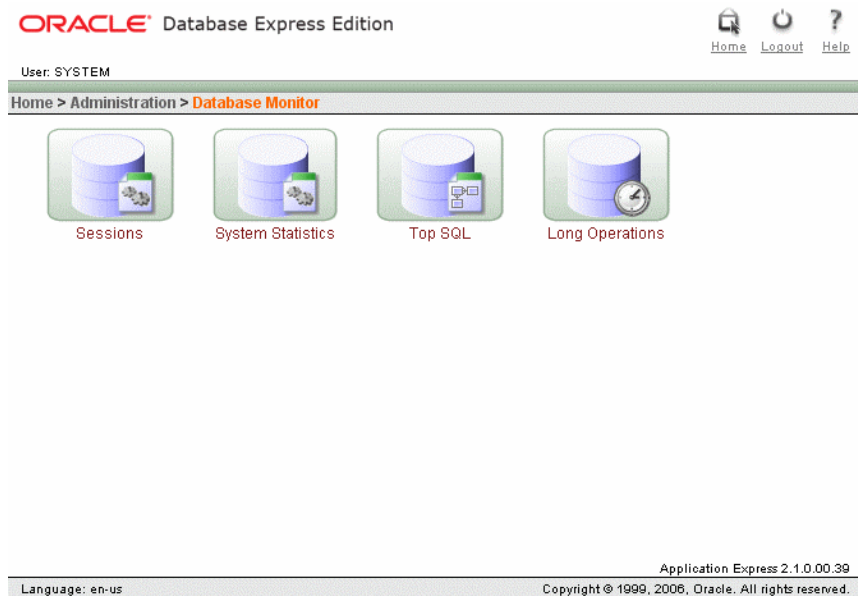 ORACLE® Database Express Edition
Home Logout Help
User: SYSTEM
Home > Administration > Database Monitor
Sessions System Statistics Top SQL Long Operations
Application Express 2.1.0.00.39
Language: en-us Copyright © 1999, 2006, Oracle. All rights reserved.